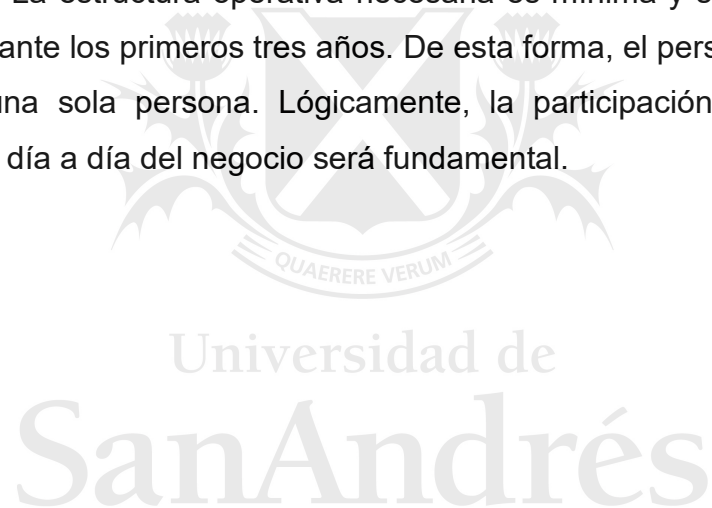 La estructura operativa necesaria es mínima y
ante los primeros tres años. De esta forma, el pers
una sola persona. Lógicamente, la participación
día a día del negocio será fundamental.
QUAERERE VERUM
Universidad de
SanAndrés